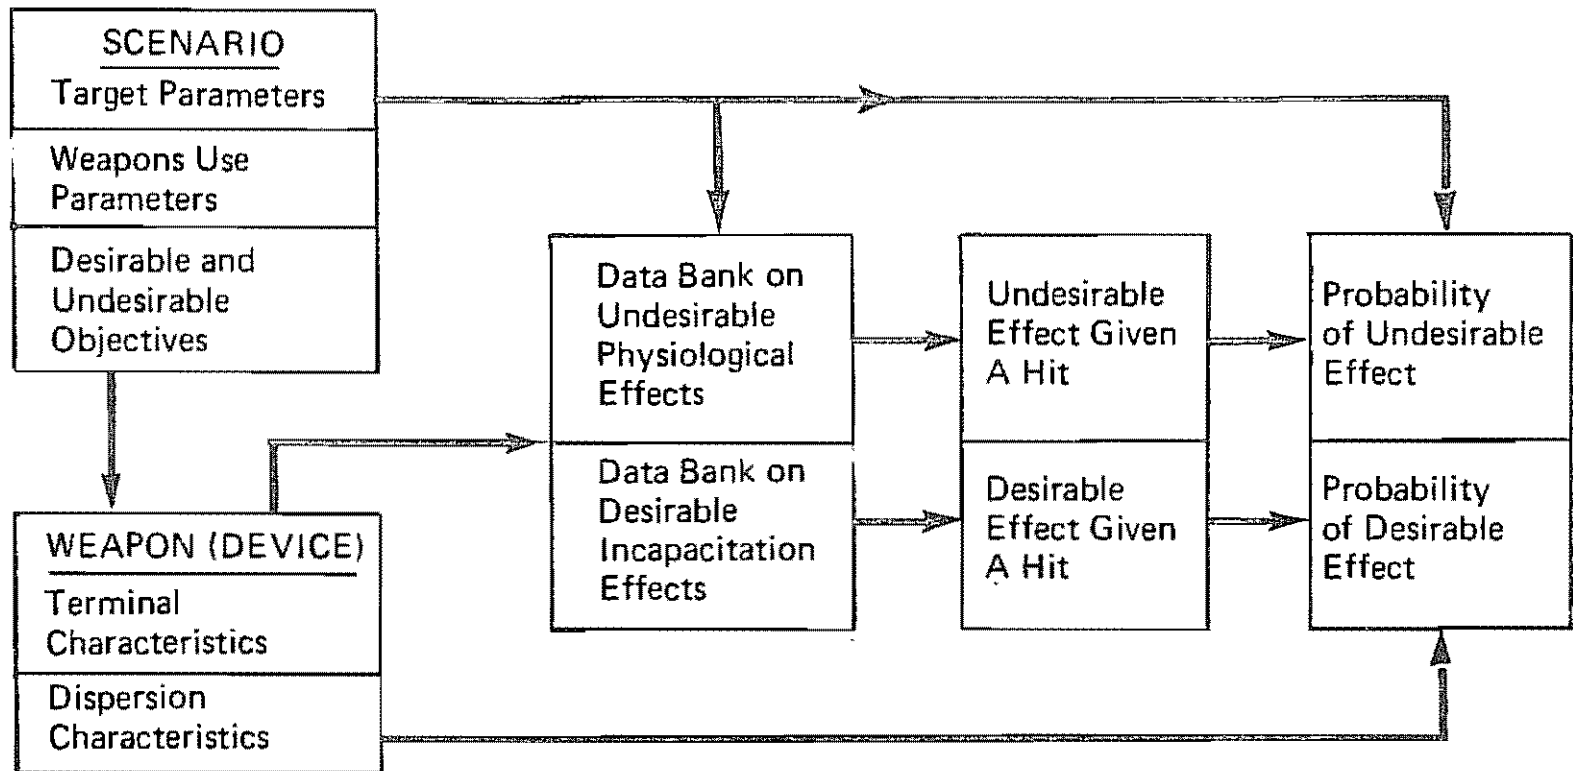 SCENARIO
Target Parameters
Weapons Use
Parameters
Desirable and
Undesirable
Objectives
WEAPON (DEVICE)
Terminal
Characteristics
Dispersion
Characteristics
Data Bank on
Undesirable
Physiological
Effects
Data Bank on
Desirable
Incapacitation
Effects
Undesirable
Effect Given
A Hit
Desirable
Effect Given
A Hit
Probability
of Undesirable
Effect
Probability
of Desirable
Effect